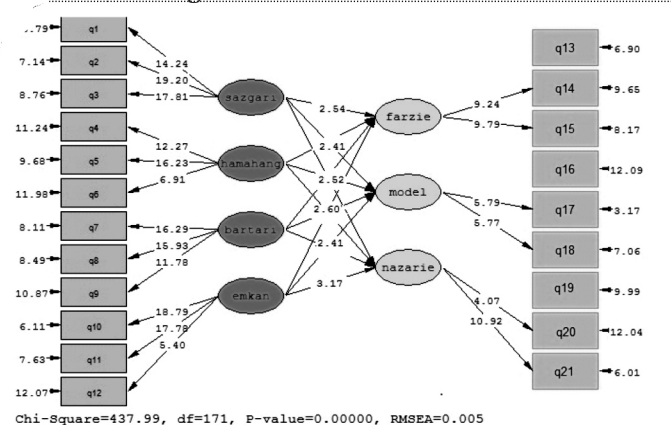 .79 q1
7.14 q2
8.76 q3
11.24 q4
9.68 q5
11.98 q6
8.11 q7
8.49 q8
10.87 q9
6.11 q10
7.63 q11
12.07 q12
14.24
19.20
17.81
12.27
16.23
6.91
16.29
15.93
11.78
18.79
17.78
5.40
sazgari
hamahang
bartari
emkan
2.54
2.41
2.52
2.60
2.41
3.17
farzie
model
nazarie
9.24
9.79
5.79
5.77
4.07
10.92
q13 6.90
q14 9.65
q15 8.17
q16 12.09
q17 3.17
q18 7.06
q19 9.99
q20 12.04
q21 6.01
Chi-Square=437.99, df=171, P-value=0.00000, RMSEA=0.005